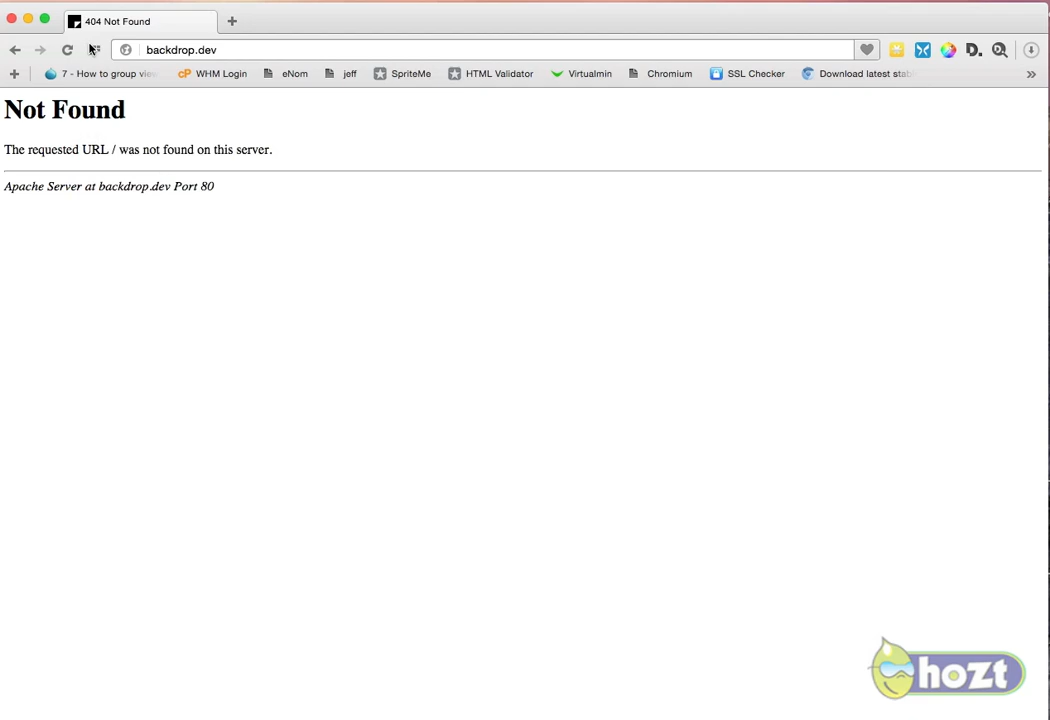 404 Not Found
backdrop.dev
7 - How to group vie
WHM Login
eNom
jeff
SpriteMe
HTML Validator
Virtualmin
Chromium
SSL Checker
Download latest stab
Not Found
The requested URL / was not found on this server.
Apache Server at backdrop.dev Port 80
hozt